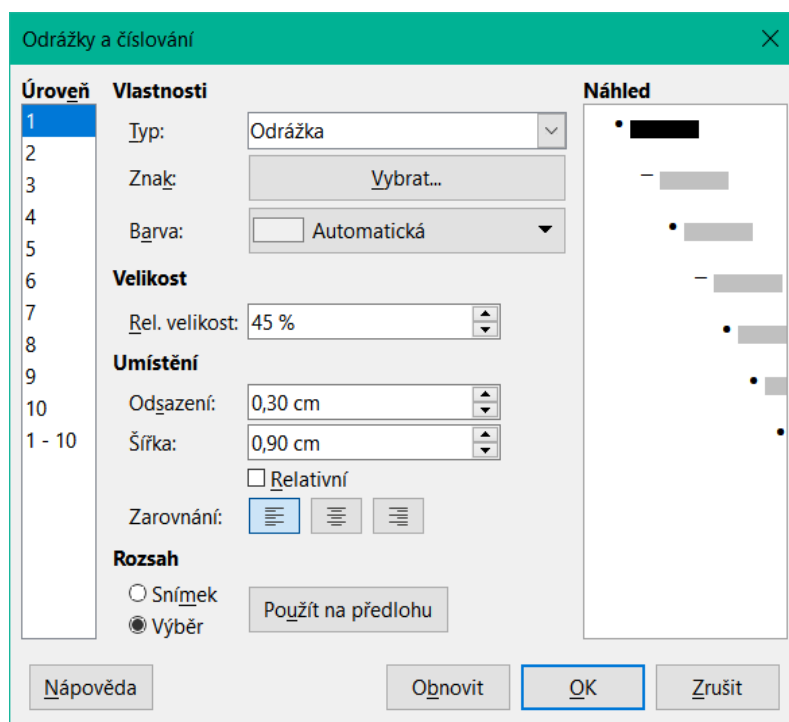 Odrážky a číslování
Úroveň
1
2
3
4
5
6
7
8
9
10
1 - 10
Vlastnosti
Typ: Odrážka
Znak: Vybrat...
Barva: Automatická
Velikost
Rel. velikost: 45 %
Umístění
Odsazení: 0,30 cm
Šířka: 0,90 cm
Relativní
Zarovnání:
Rozsah
Snímek
Výběr
Použít na předlohu
Náhled
Nápověda Obnovit OK Zrušit